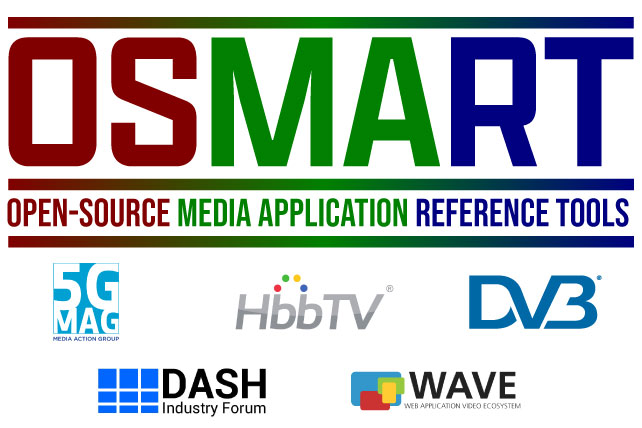 OSMART
OPEN-SOURCE MEDIA APPLICATION REFERENCE TOOLS
5G
MAG
MEDIA ACTION GROUP
HbbTV®
DVB®
DASH
Industry Forum
WAVE
WEB APPLICATION VIDEO ECOSYSTEM